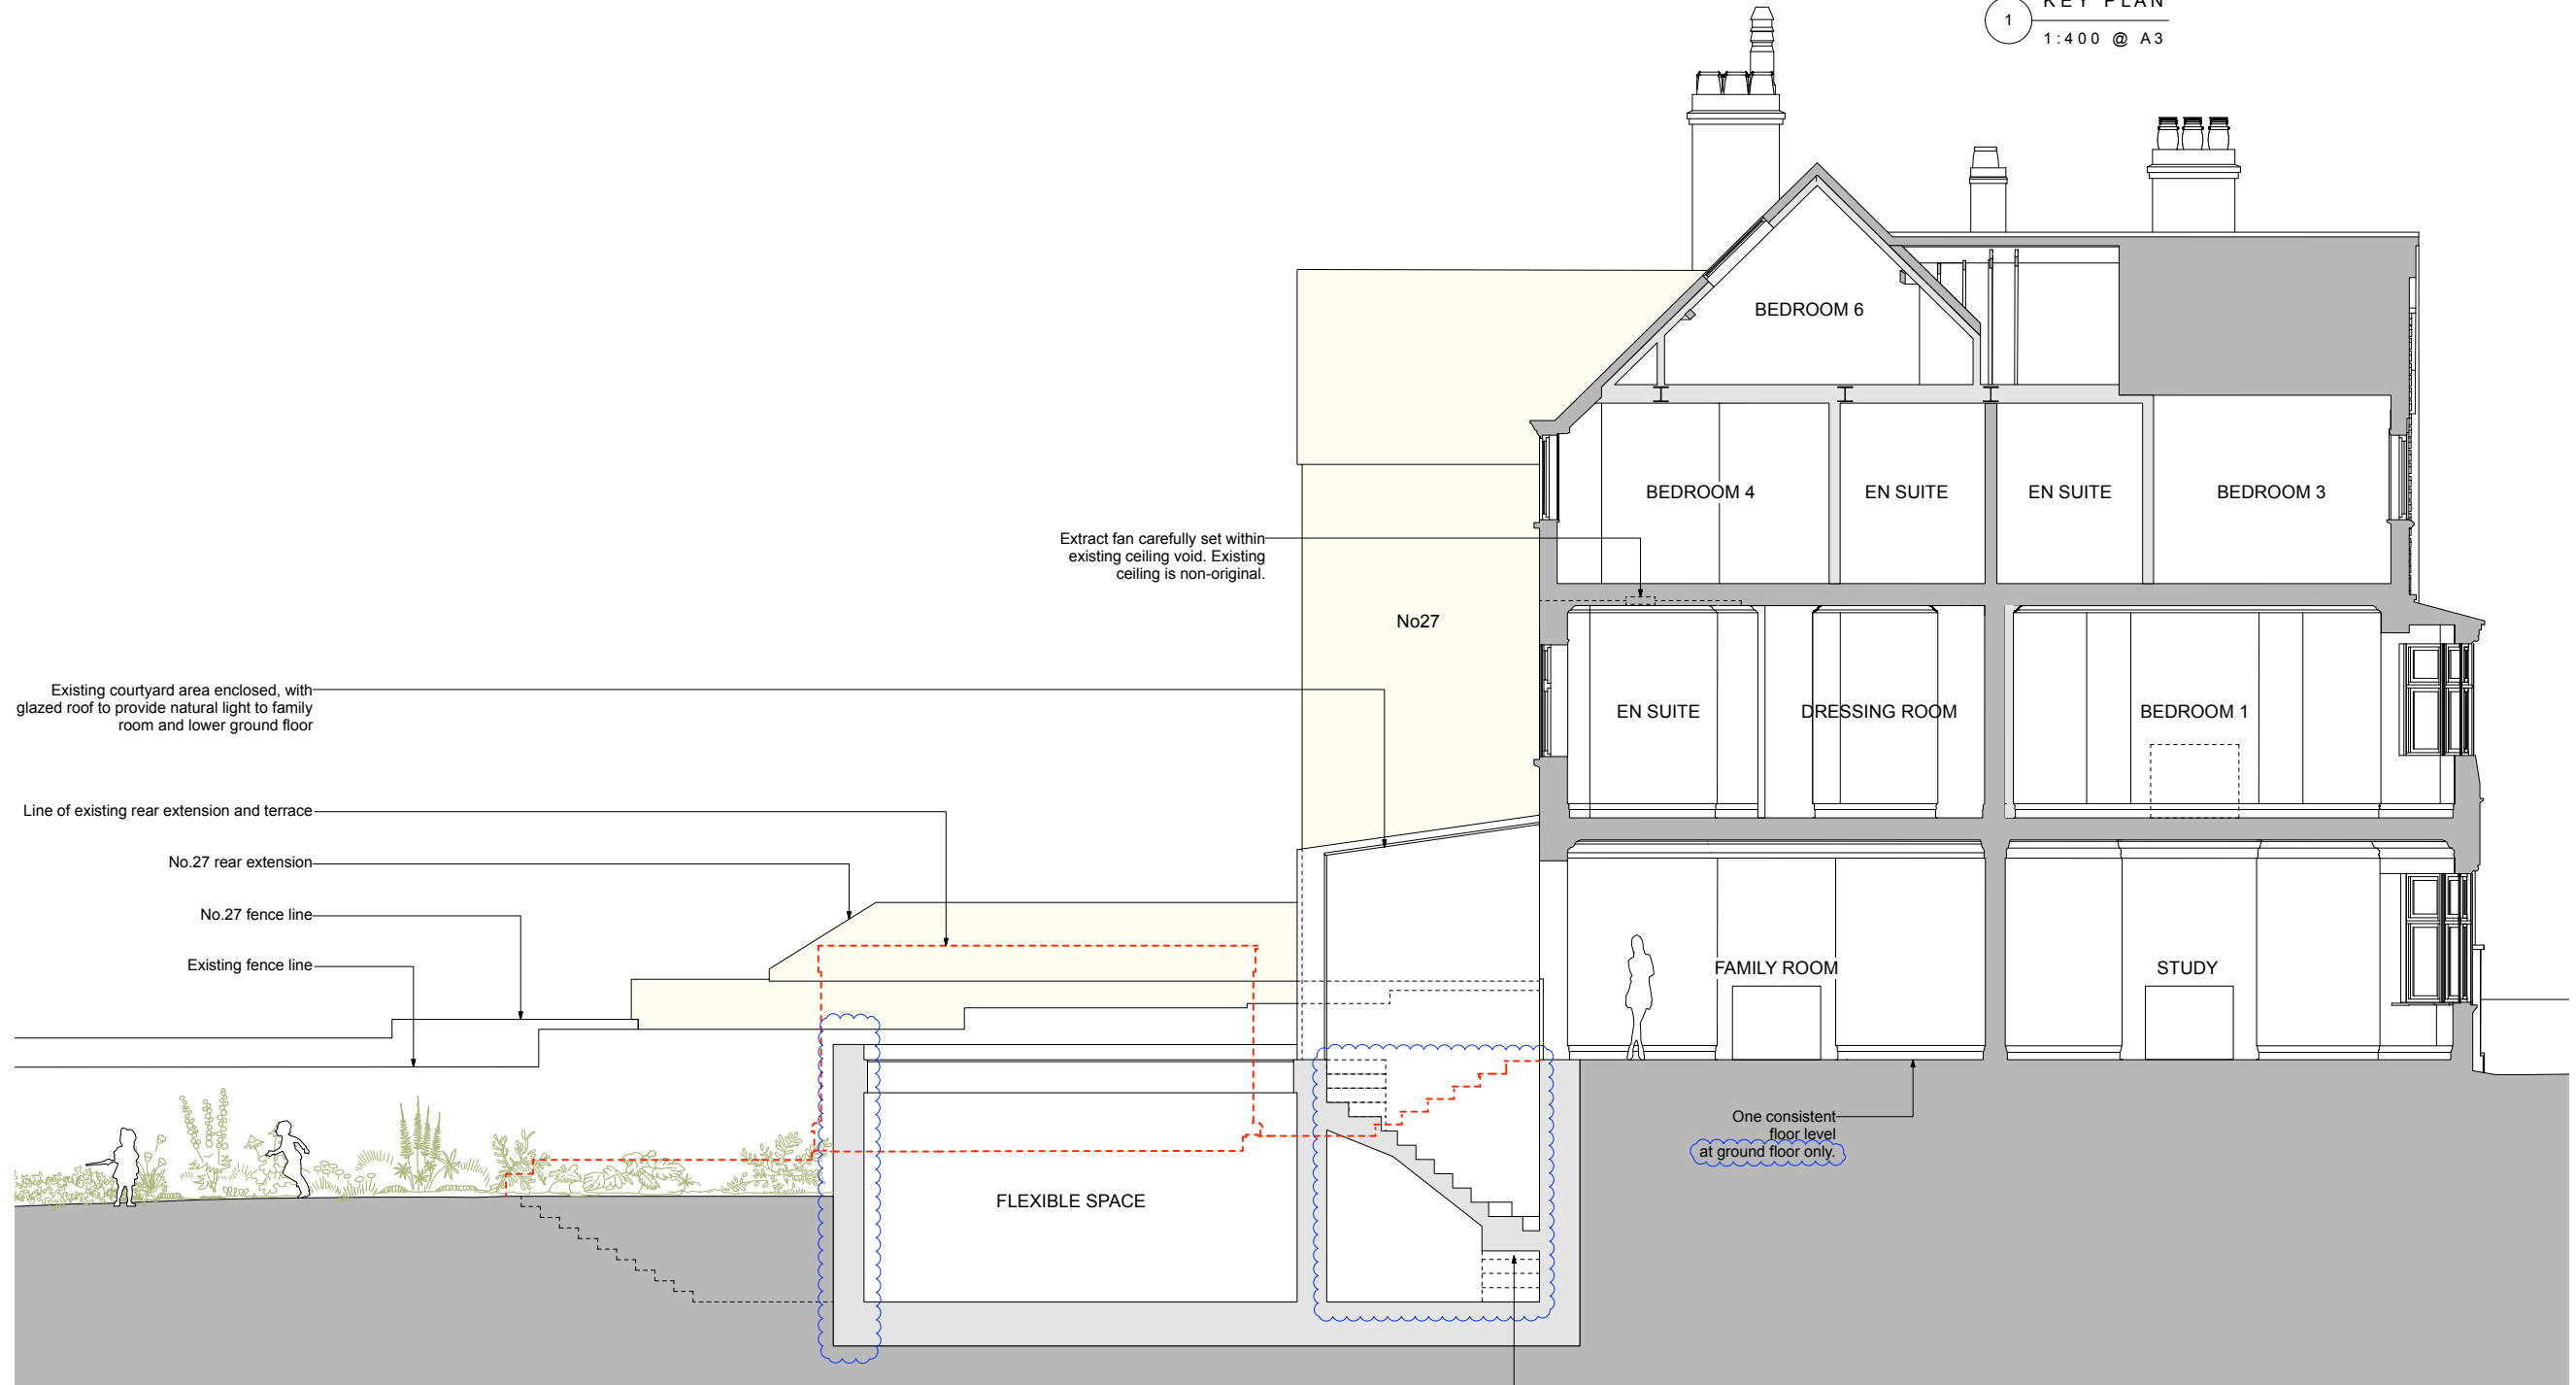 KEY PLAN
1
1:400 @ A3
BEDROOM 6
BEDROOM 4
EN SUITE
EN SUITE
BEDROOM 3
Extract fan carefully set within
existing ceiling void. Existing
ceiling is non-original.
No27
Existing courtyard area enclosed, with
glazed roof to provide natural light to family
room and lower ground floor
EN SUITE
DRESSING ROOM
BEDROOM 1
Line of existing rear extension and terrace
No.27 rear extension
No.27 fence line
Existing fence line
FAMILY ROOM
STUDY
One consistent
floor level
at ground floor only.
FLEXIBLE SPACE